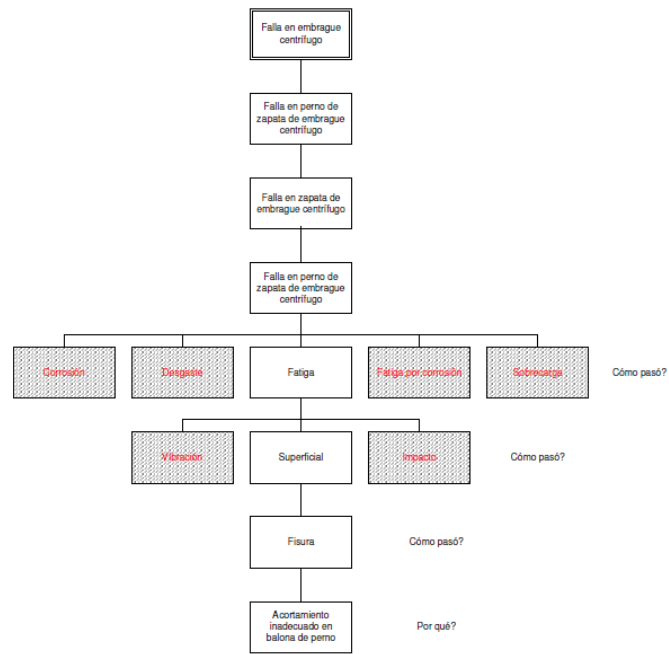 Falla en embrague
centrífugo
Falla en perno de
zapata de embrague
centrífugo
Falla en zapata de
embrague centrífugo
Falla en perno de
zapata de embrague
centrífugo
Corrosión
Desgaste
Fatiga
Fatiga por corrosión
Sobrecarga
Cómo pasó?
Vibración
Superficial
Impacto
Cómo pasó?
Fisura
Cómo pasó?
Acortamiento
inadecuado en
balona de perno
Por qué?